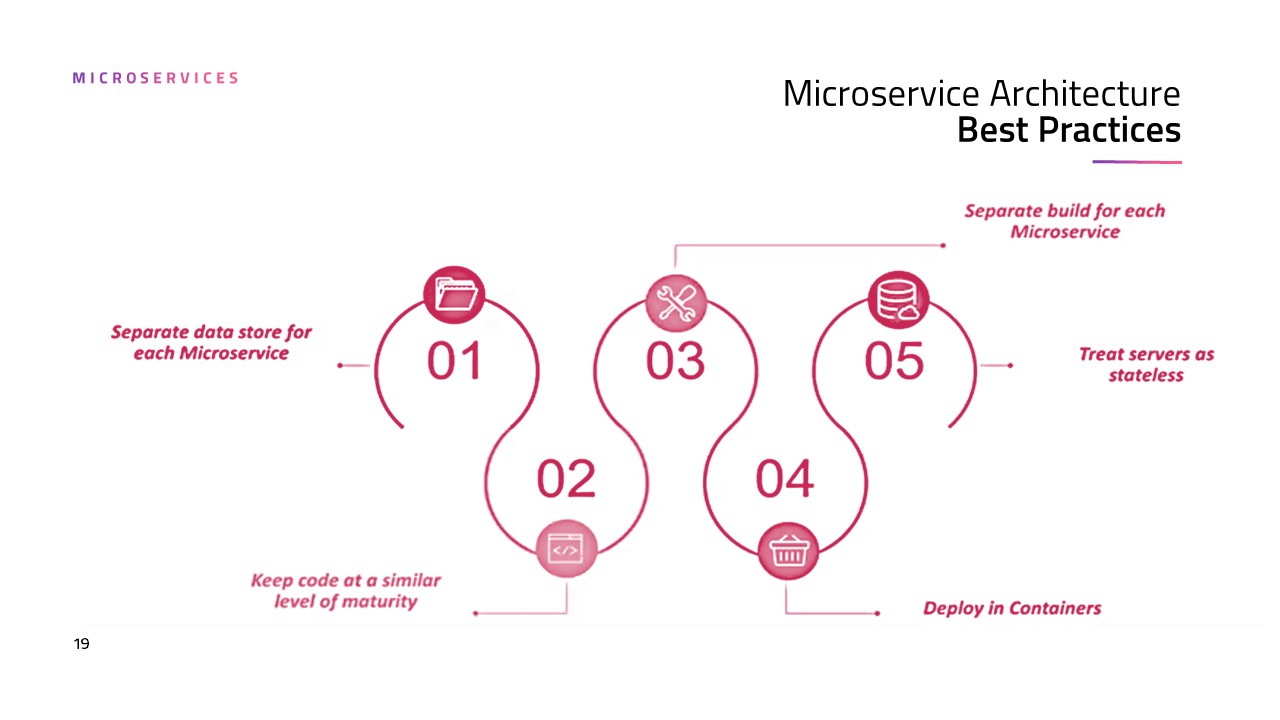 MICROSERVICES
Microservice Architecture
Best Practices
Separate build for each
Microservice
Separate data store for
each Microservice
01
03
05
Treat servers as
stateless
02
04
Keep code at a similar
level of maturity
Deploy in Containers
19